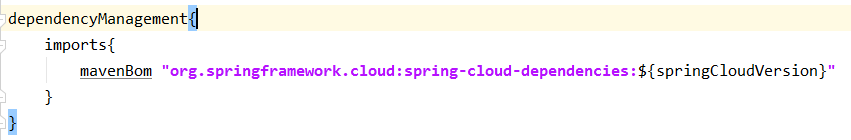 dependencyManagement{
imports{
mavenBom "org.springframework.cloud:spring-cloud-dependencies:${springCloudVersion}"
}
}